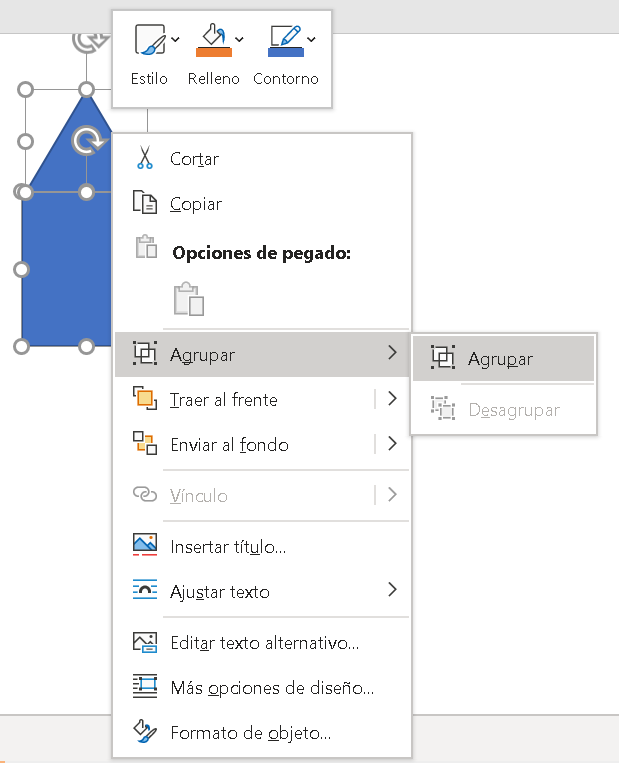 Estilo Relleno Contorno
Cortar
Copiar
Opciones de pegado:
Agrupar
Agrupar
Desagrupar
Traer al frente
Enviar al fondo
Vínculo
Insertar título...
Ajustar texto
Editar texto alternativo...
Más opciones de diseño...
Formato de objeto...